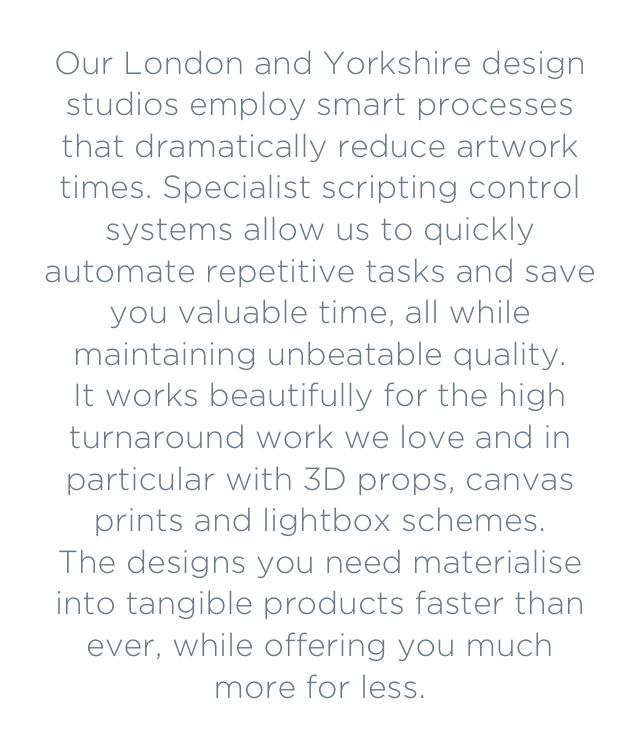 Our London and Yorkshire design
studios employ smart processes
that dramatically reduce artwork
times. Specialist scripting control
systems allow us to quickly
automate repetitive tasks and save
you valuable time, all while
maintaining unbeatable quality.
It works beautifully for the high
turnaround work we love and in
particular with 3D props, canvas
prints and lightbox schemes.
The designs you need materialise
into tangible products faster than
ever, while offering you much
more for less.